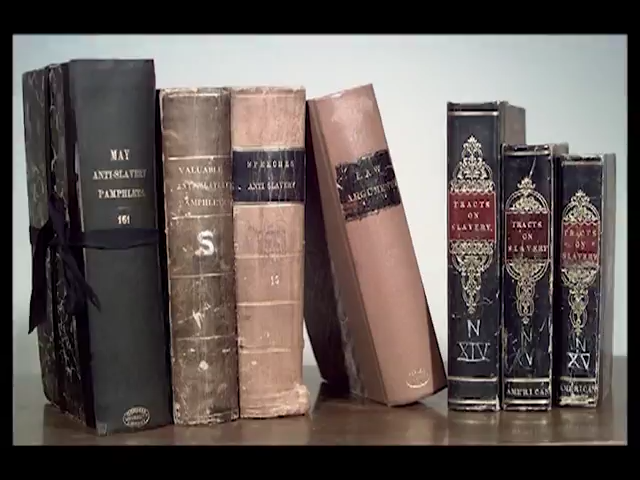 MAY
ANTI-SLAVERY
PAMPHLETS
161
VALUABLE
ANTI-SLAVERY
PAMPHLETS
S
SPEECHES
ANTI SLAVERY
LAW
ARGUMENTS
TRACTS
ON
SLAVERY.
N
XIV
TRACTS
ON
SLAVERY
N
XV
AMERICAN
TRACTS
ON
SLAVERY
N
XV
AMERICAN